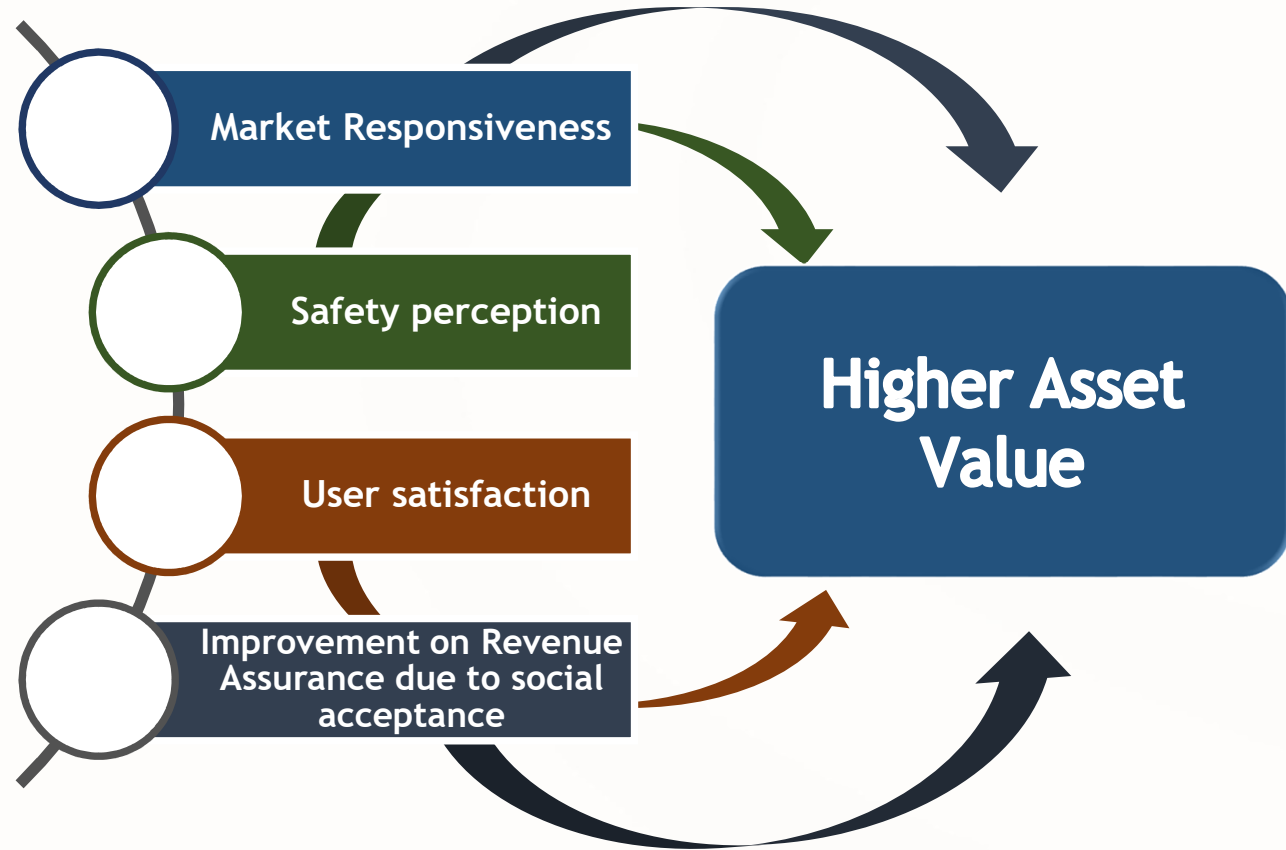 Market Responsiveness
Safety perception
User satisfaction
Improvement on Revenue
Assurance due to social
acceptance
Higher Asset
Value